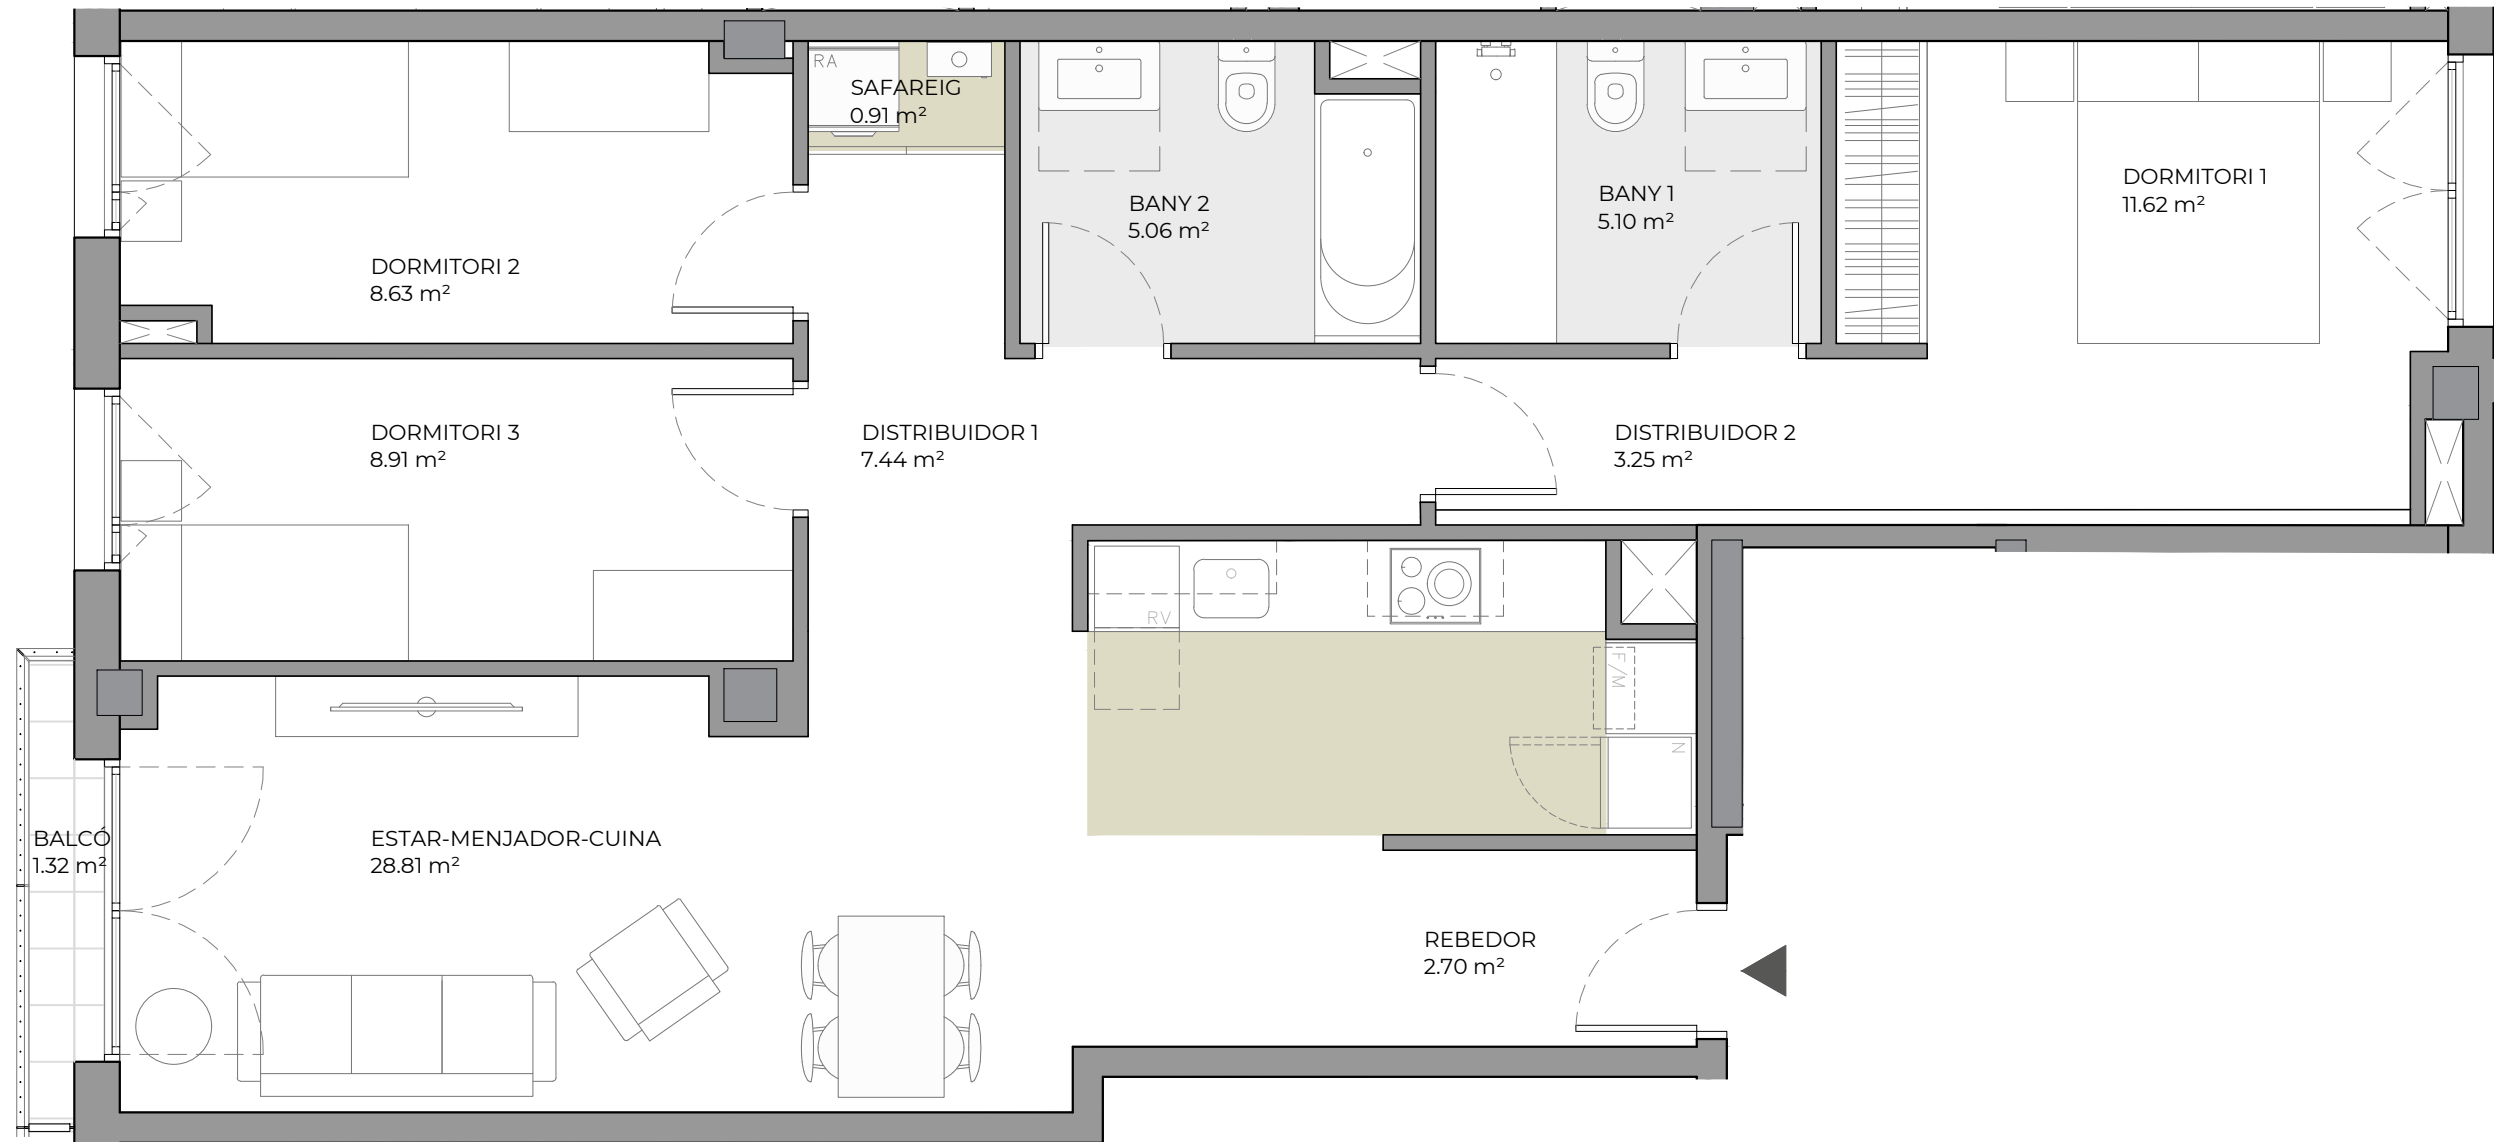 RA
SAFAREIG
0.91 m²
BANY 2
5.06 m²
BANY 1
5.10 m²
DORMITORI 1
11.62 m²
DORMITORI 2
8.63 m²
DORMITORI 3
8.91 m²
DISTRIBUIDOR 1
7.44 m²
DISTRIBUIDOR 2
3.25 m²
RV
F/M
N
BALCÓ
1.32 m²
ESTAR-MENJADOR-CUINA
28.81 m²
REBEDOR
2.70 m²